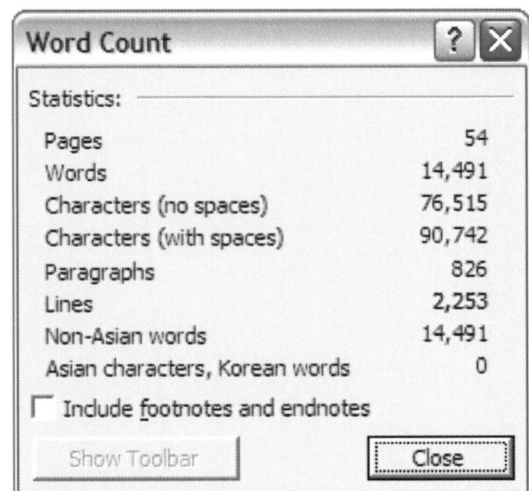 Word Count
Statistics:
Pages 54
Words 14,491
Characters (no spaces) 76,515
Characters (with spaces) 90,742
Paragraphs 826
Lines 2,253
Non-Asian words 14,491
Asian characters, Korean words 0
Include footnotes and endnotes
Show Toolbar Close